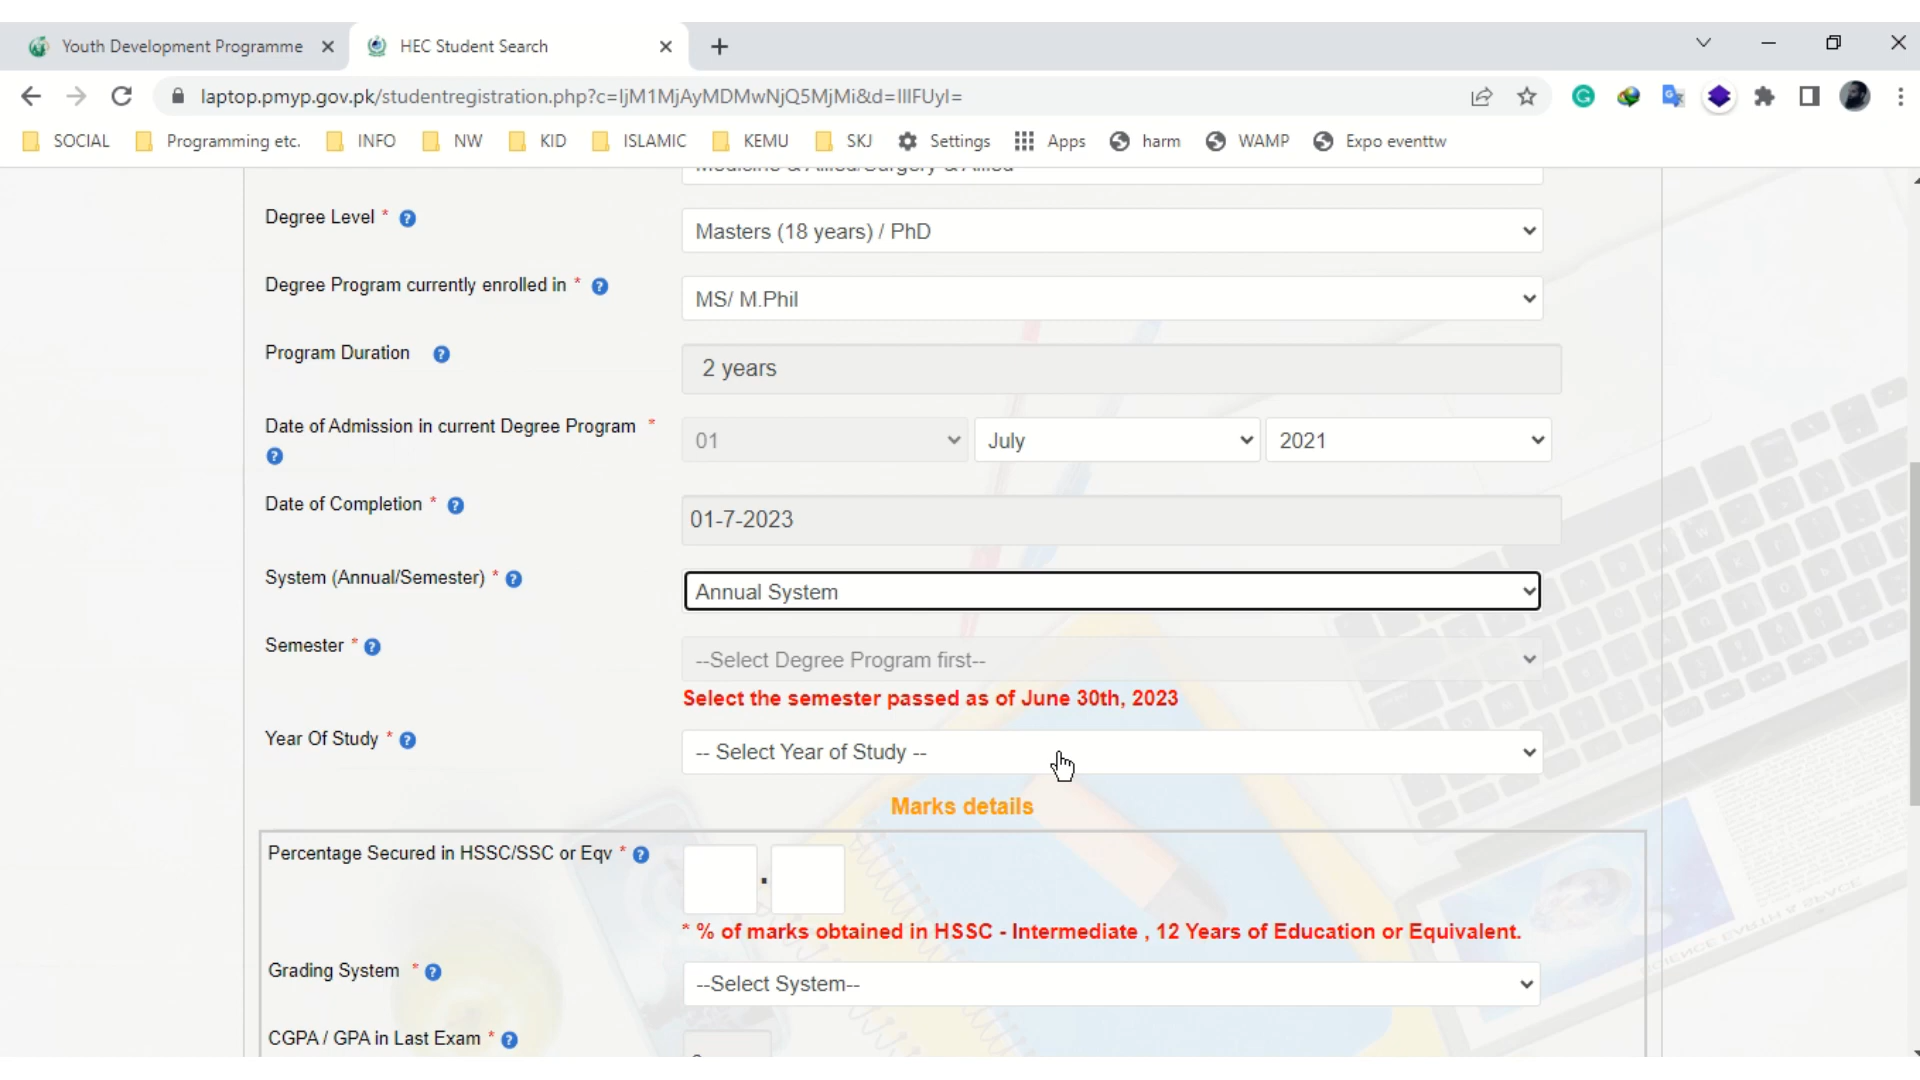 Youth Development Programme
HEC Student Search
laptop.pmyp.gov.pk/studentregistration.php?c=IjM1MjAyMDMwNjQ5MjMi&d=IIIFUyI=
SOCIAL Programming etc. INFO NW KID ISLAMIC KEMU SKJ Settings Apps harm WAMP Expo eventtw
Medicine & Allied/Surgery & Allied
Degree Level * ?
Masters (18 years) / PhD
Degree Program currently enrolled in * ?
MS/ M.Phil
Program Duration ?
2 years
Date of Admission in current Degree Program * ?
01 July 2021
Date of Completion * ?
01-7-2023
System (Annual/Semester) * ?
Annual System
Semester * ?
--Select Degree Program first--
Select the semester passed as of June 30th, 2023
Year Of Study * ?
-- Select Year of Study --
Marks details
Percentage Secured in HSSC/SSC or Eqv * ?
.
* % of marks obtained in HSSC - Intermediate , 12 Years of Education or Equivalent.
Grading System * ?
--Select System--
CGPA / GPA in Last Exam * ?